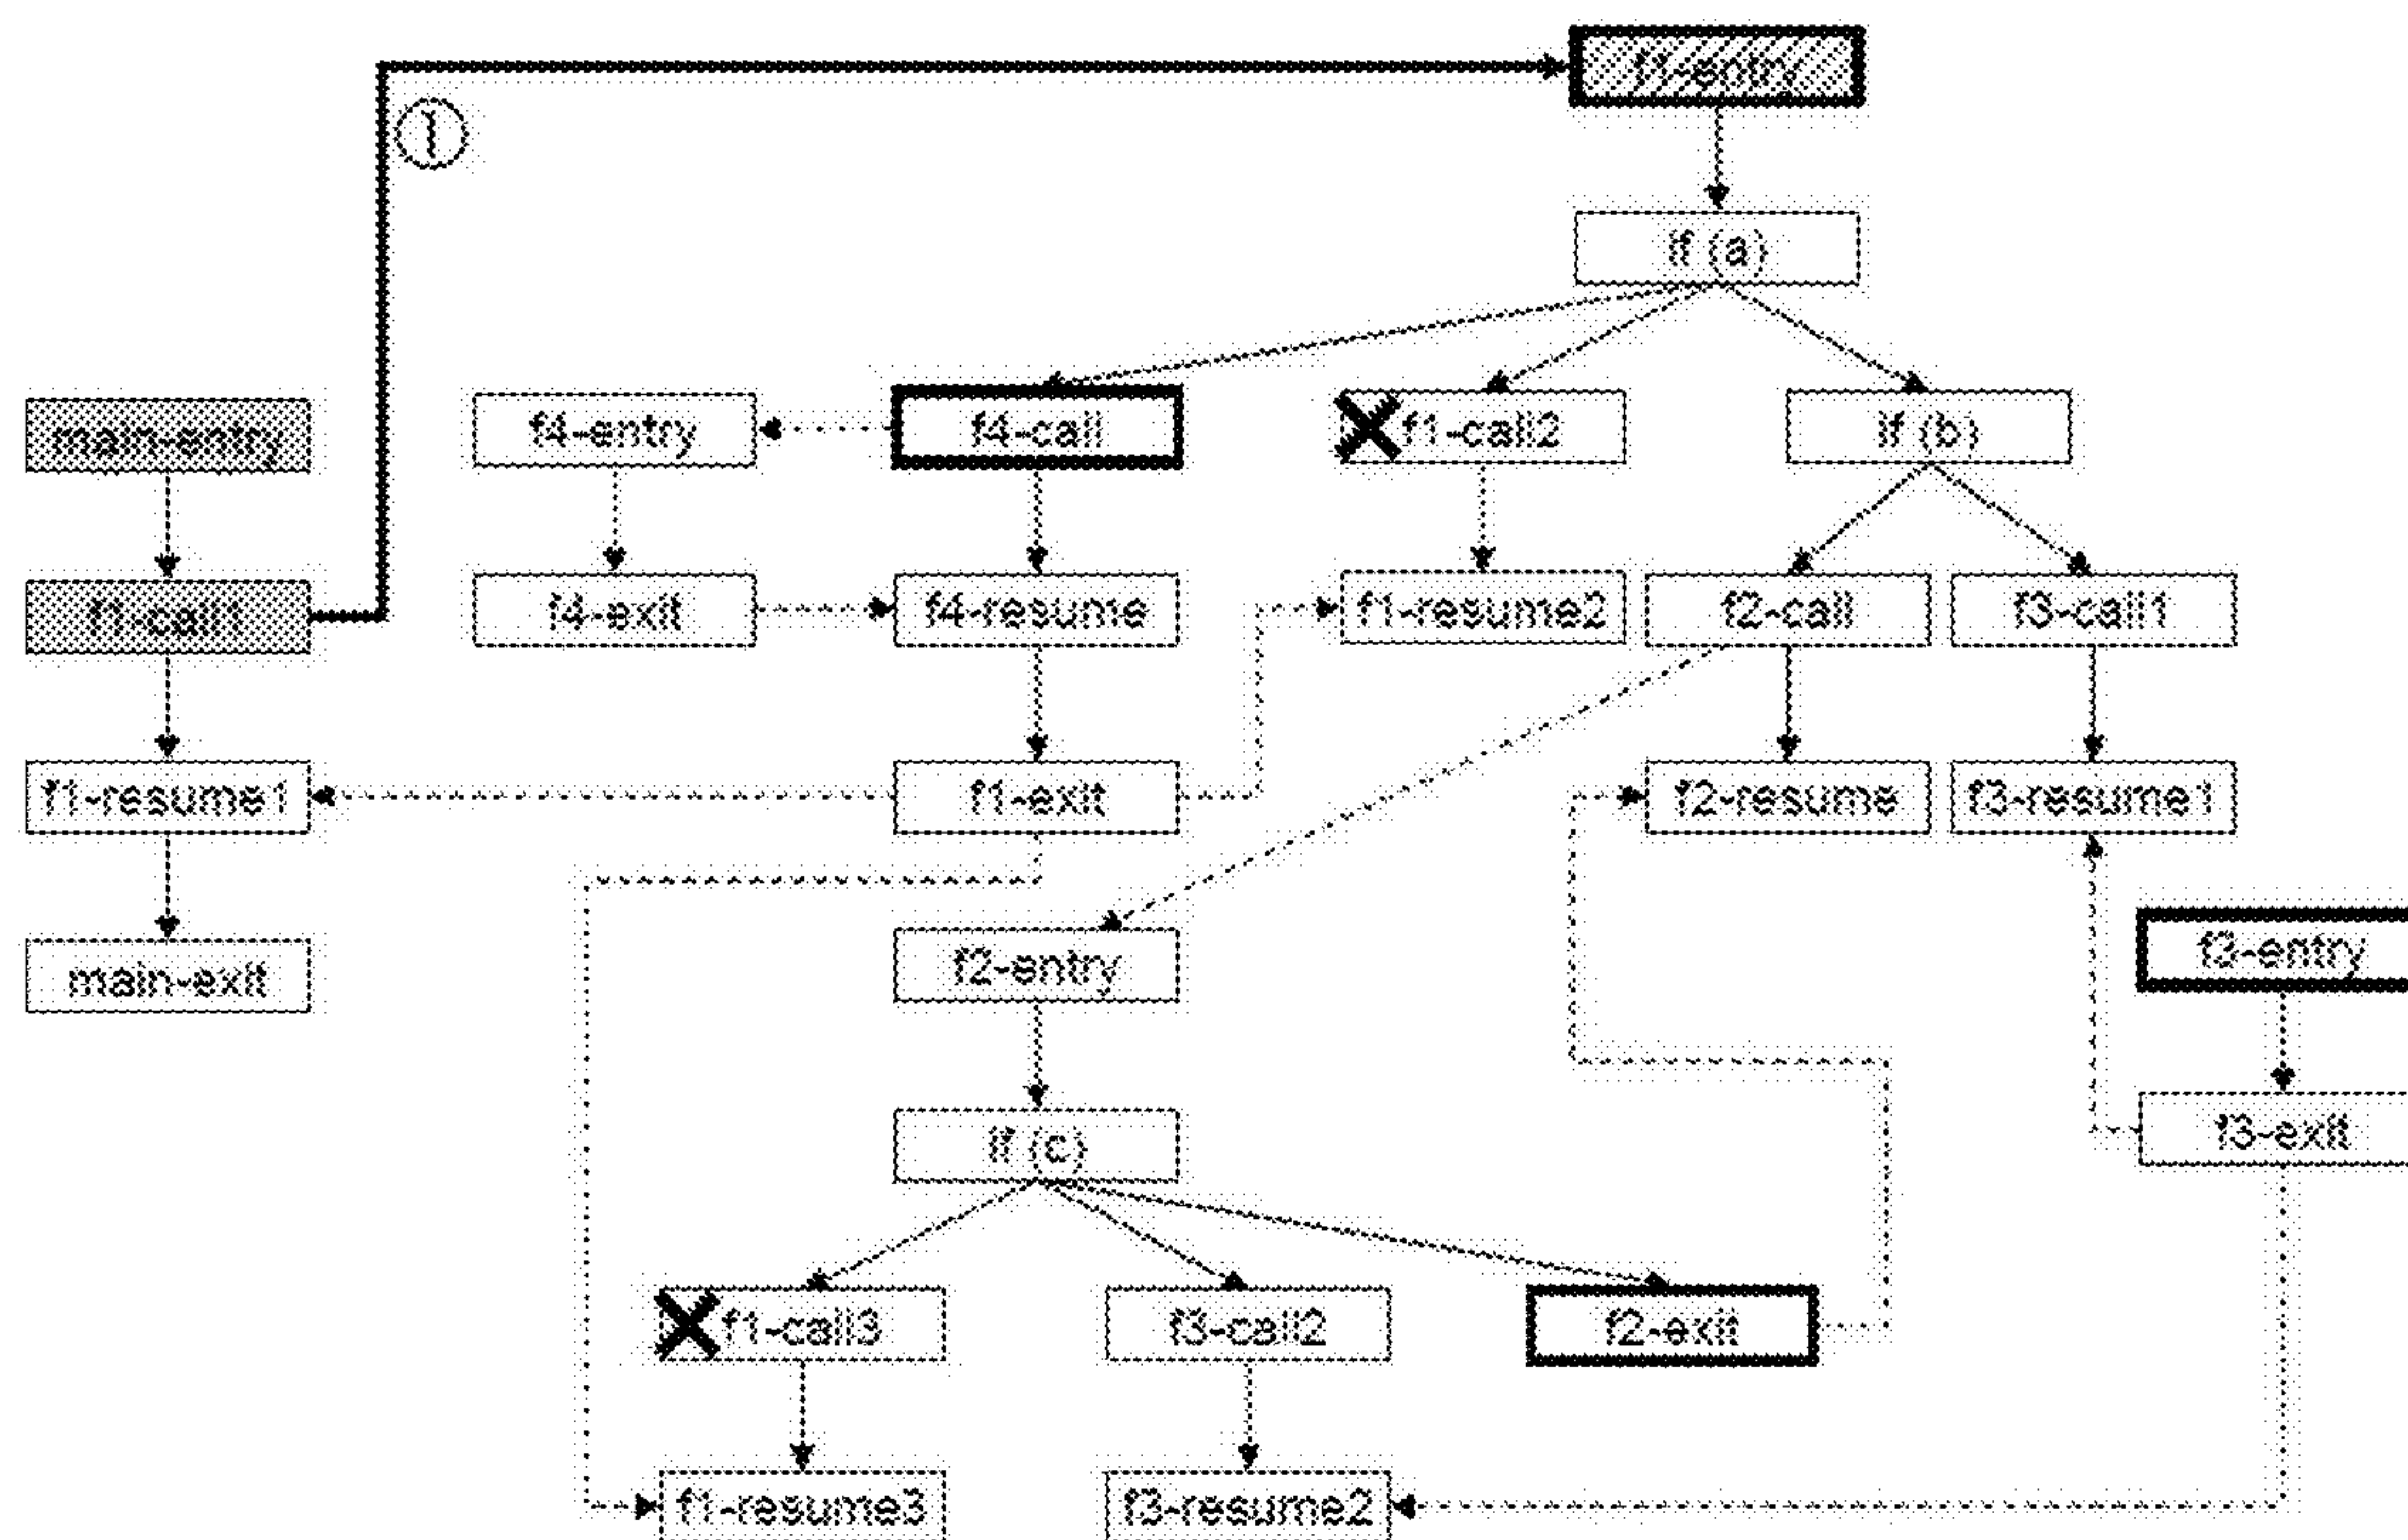 f1-entry
1
if (a)
main-entry
f4-entry
f4-call
f1-call2
if (b)
f1-call1
f4-exit
f4-resume
f1-resume2
f2-call
f3-call1
f1-resume1
f1-exit
f2-resume
f3-resume1
main-exit
f2-entry
f3-entry
if (c)
f3-exit
f1-call3
f3-call2
f2-exit
f1-resume3
f3-resume2